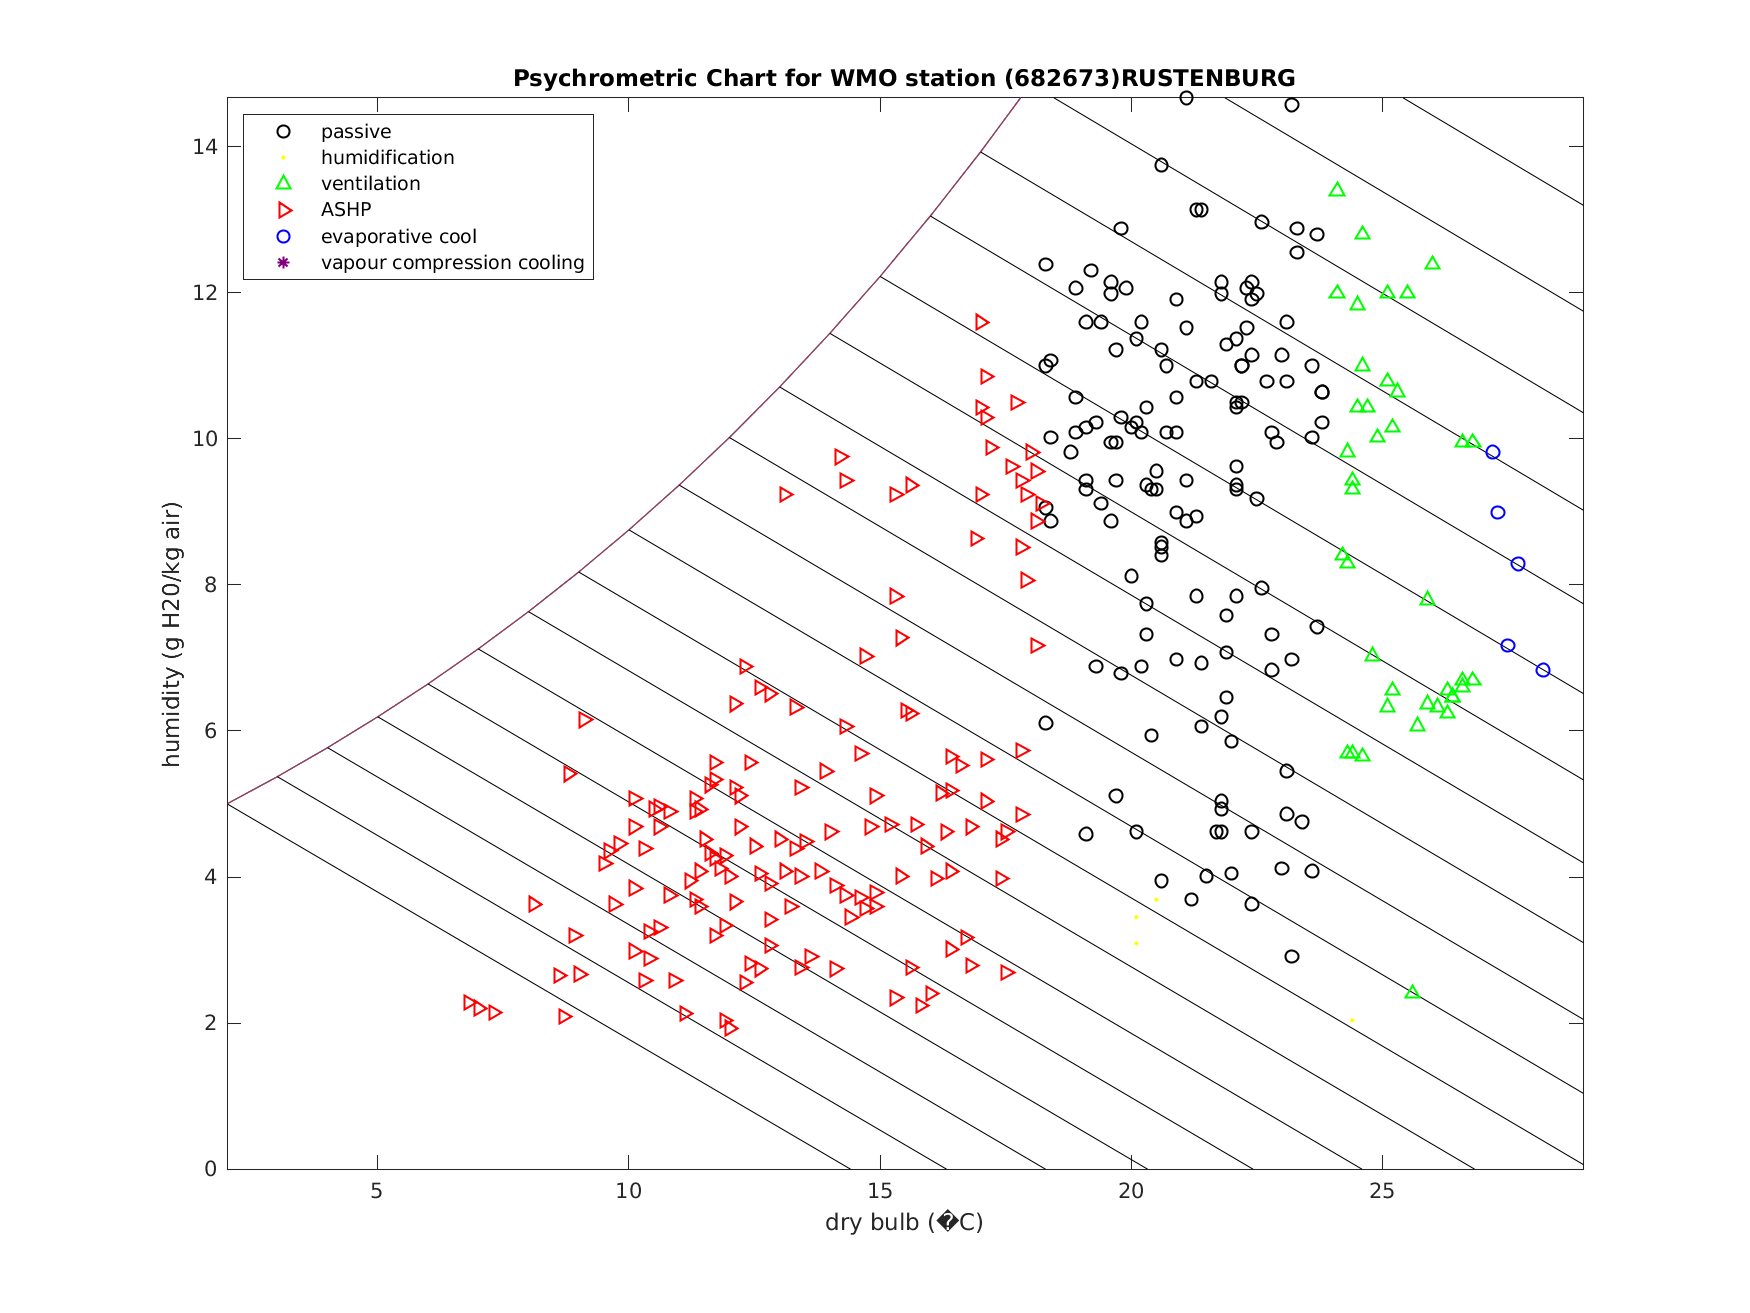 Psychrometric Chart for WMO station (682673)RUSTENBURG
passive
humidification
ventilation
ASHP
evaporative cool
vapour compression cooling
humidity (g H20/kg air)
14
12
10
8
6
4
2
0
5
10
15
20
25
dry bulb (�C)